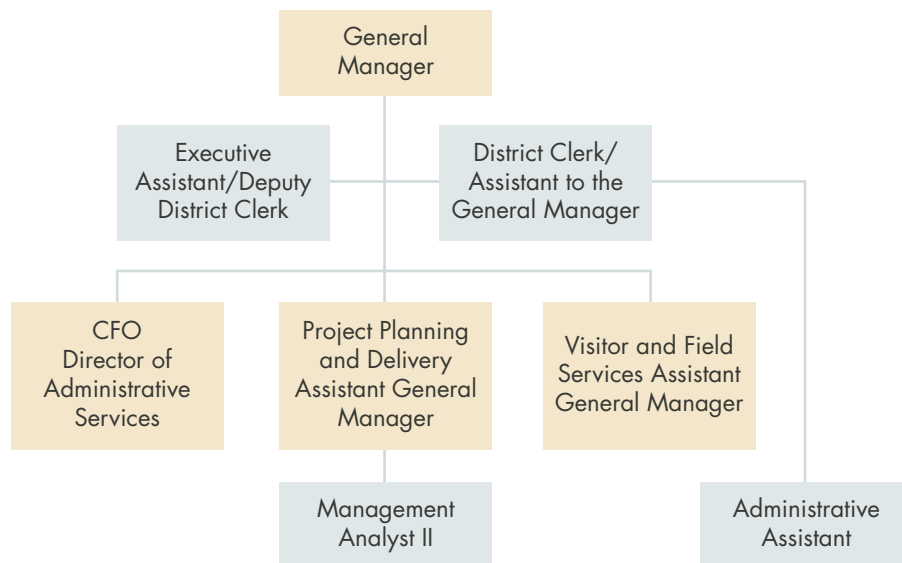 General
Manager
Executive
Assistant/Deputy
District Clerk
District Clerk/
Assistant to the
General Manager
CFO
Director of
Administrative
Services
Project Planning
and Delivery
Assistant General
Manager
Visitor and Field
Services Assistant
General Manager
Management
Analyst II
Administrative
Assistant